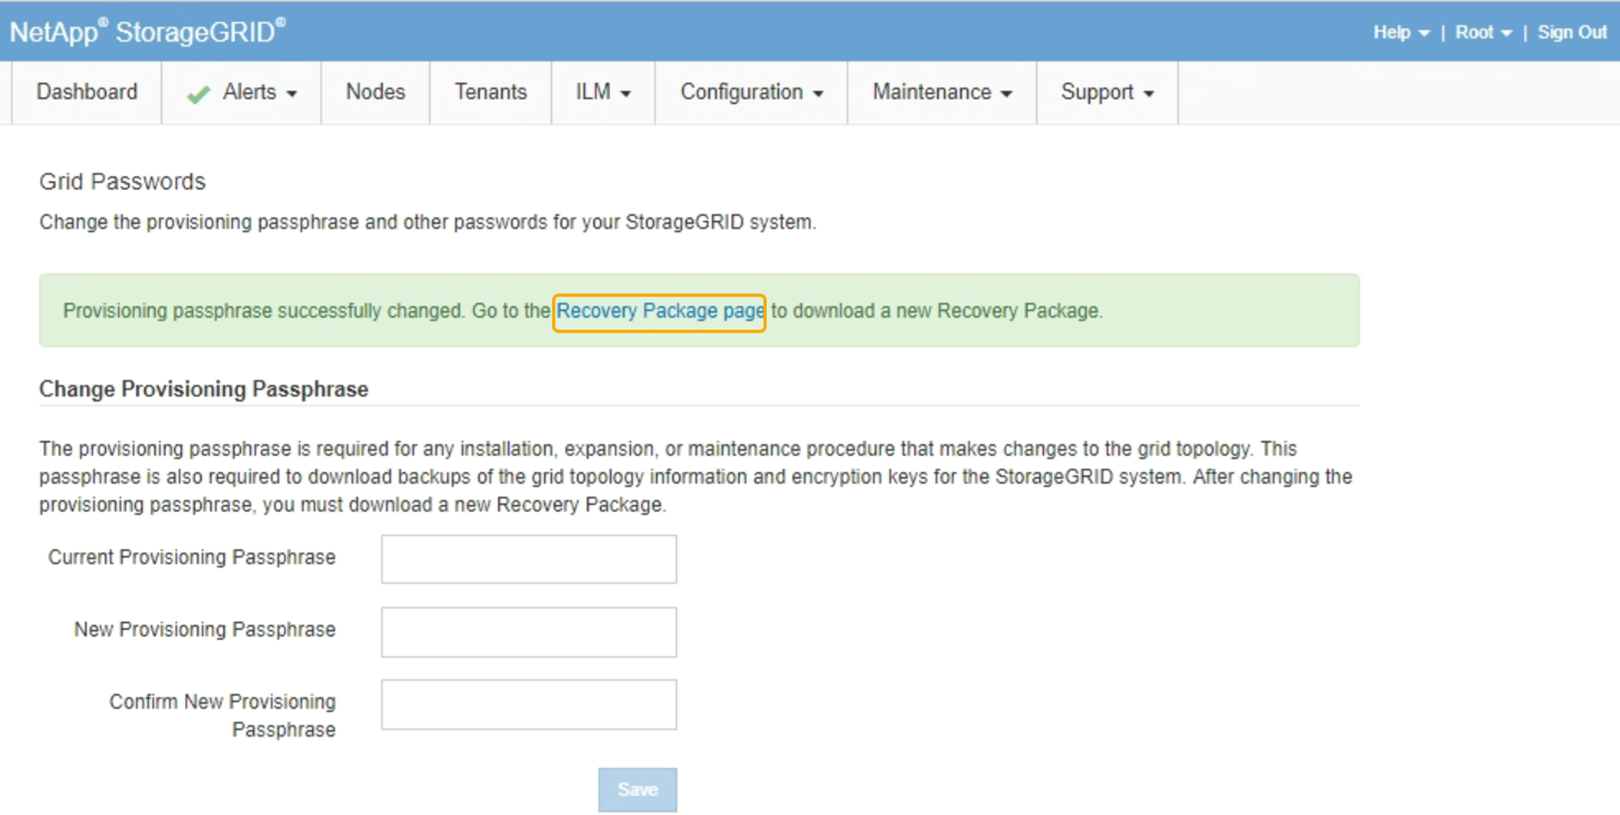 NetApp® StorageGRID®
Help | Root | Sign Out
Dashboard Alerts Nodes Tenants ILM Configuration Maintenance Support
Grid Passwords
Change the provisioning passphrase and other passwords for your StorageGRID system.
Provisioning passphrase successfully changed. Go to the Recovery Package page to download a new Recovery Package.
Change Provisioning Passphrase
The provisioning passphrase is required for any installation, expansion, or maintenance procedure that makes changes to the grid topology. This
passphrase is also required to download backups of the grid topology information and encryption keys for the StorageGRID system. After changing the
provisioning passphrase, you must download a new Recovery Package.
Current Provisioning Passphrase
New Provisioning Passphrase
Confirm New Provisioning
Passphrase
Save